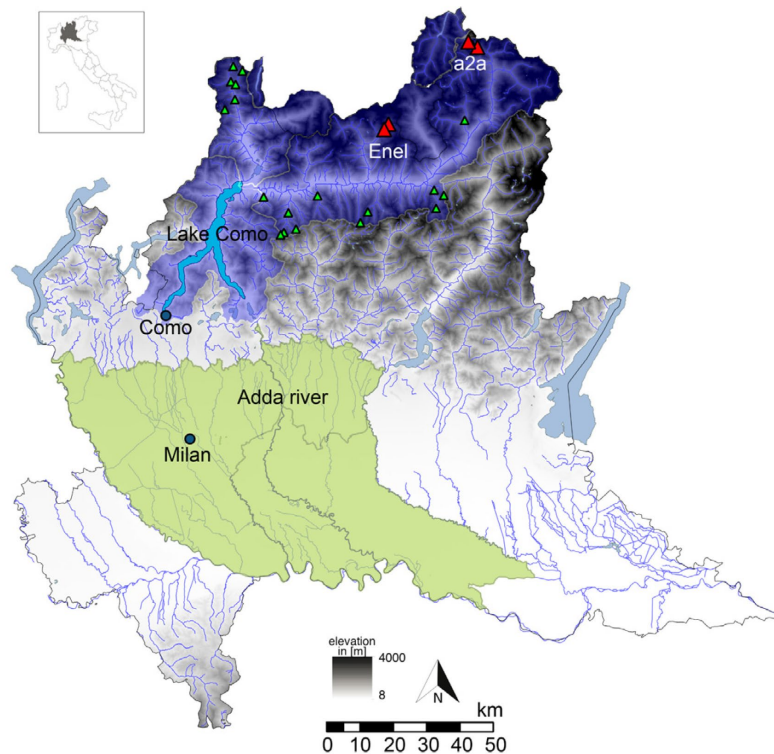 a2a
Enel
Lake Como
Como
Adda river
Milan
elevation
in [m]
4000
8
N
km
0 10 20 30 40 50